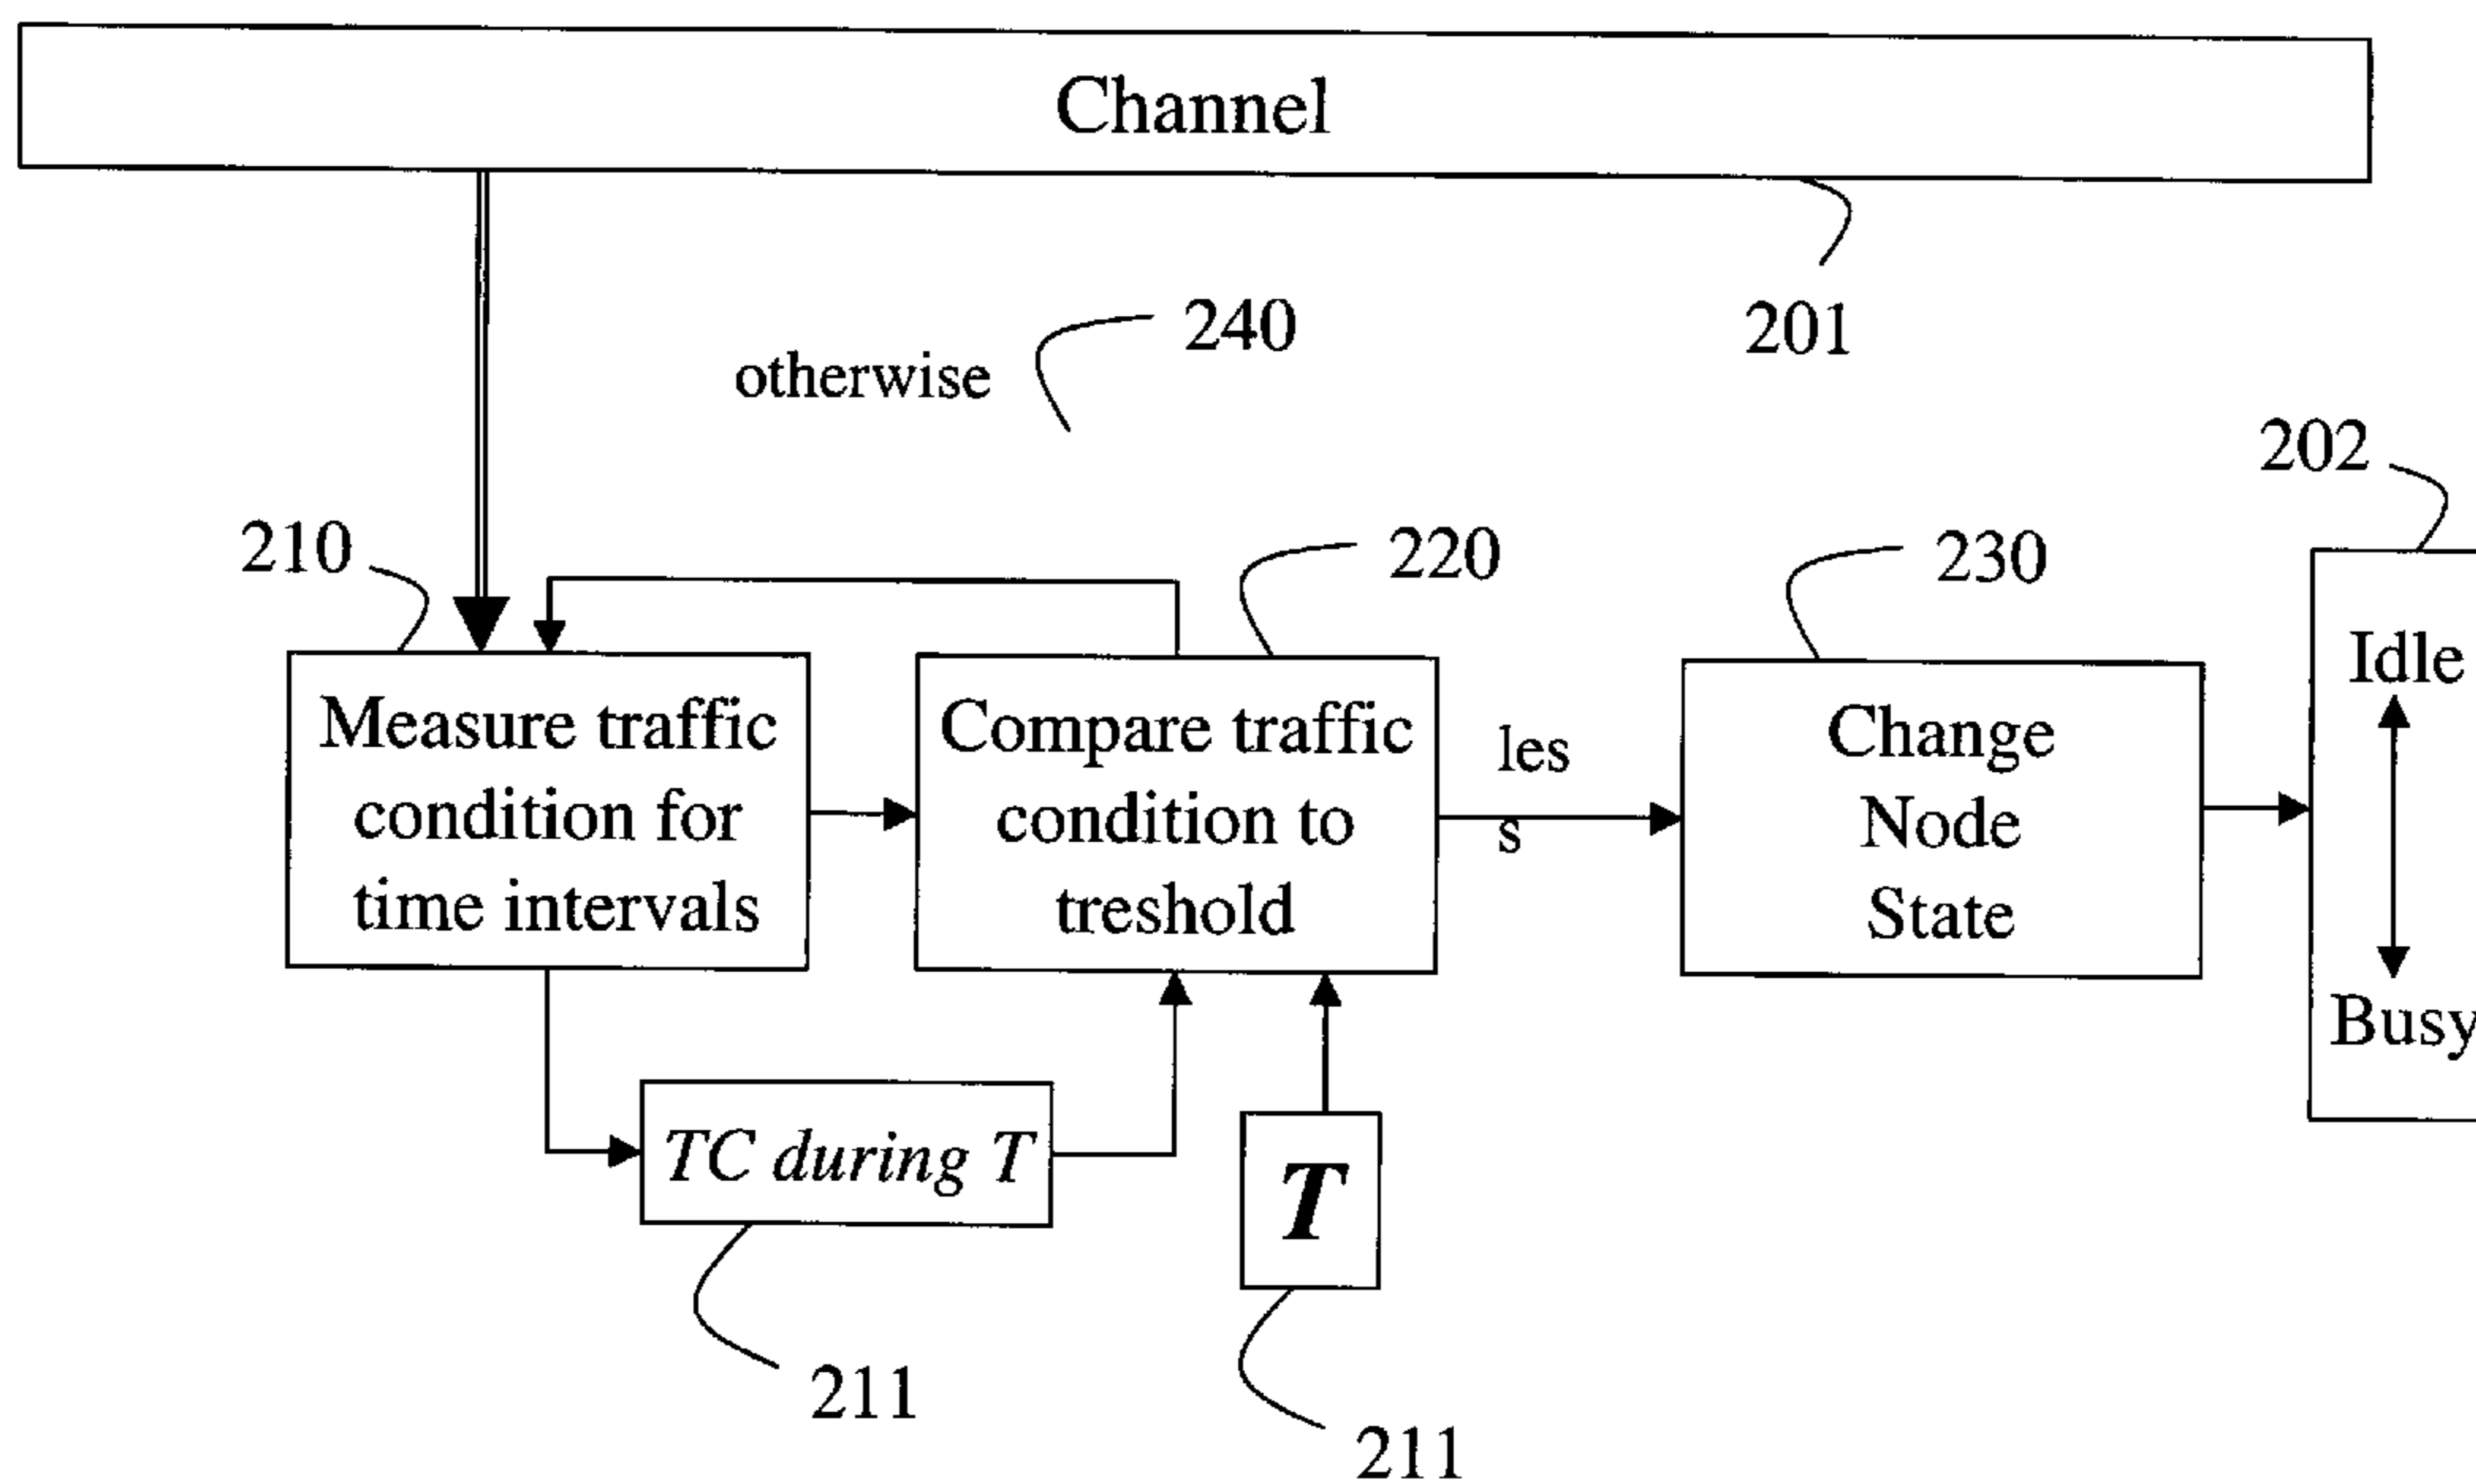 Channel
240
201
otherwise
202
210
220
230
Idle
Measure traffic
condition for
time intervals
Compare traffic
condition to
treshold
les
s
Change
Node
State
Busy
TC during T
T
211
211